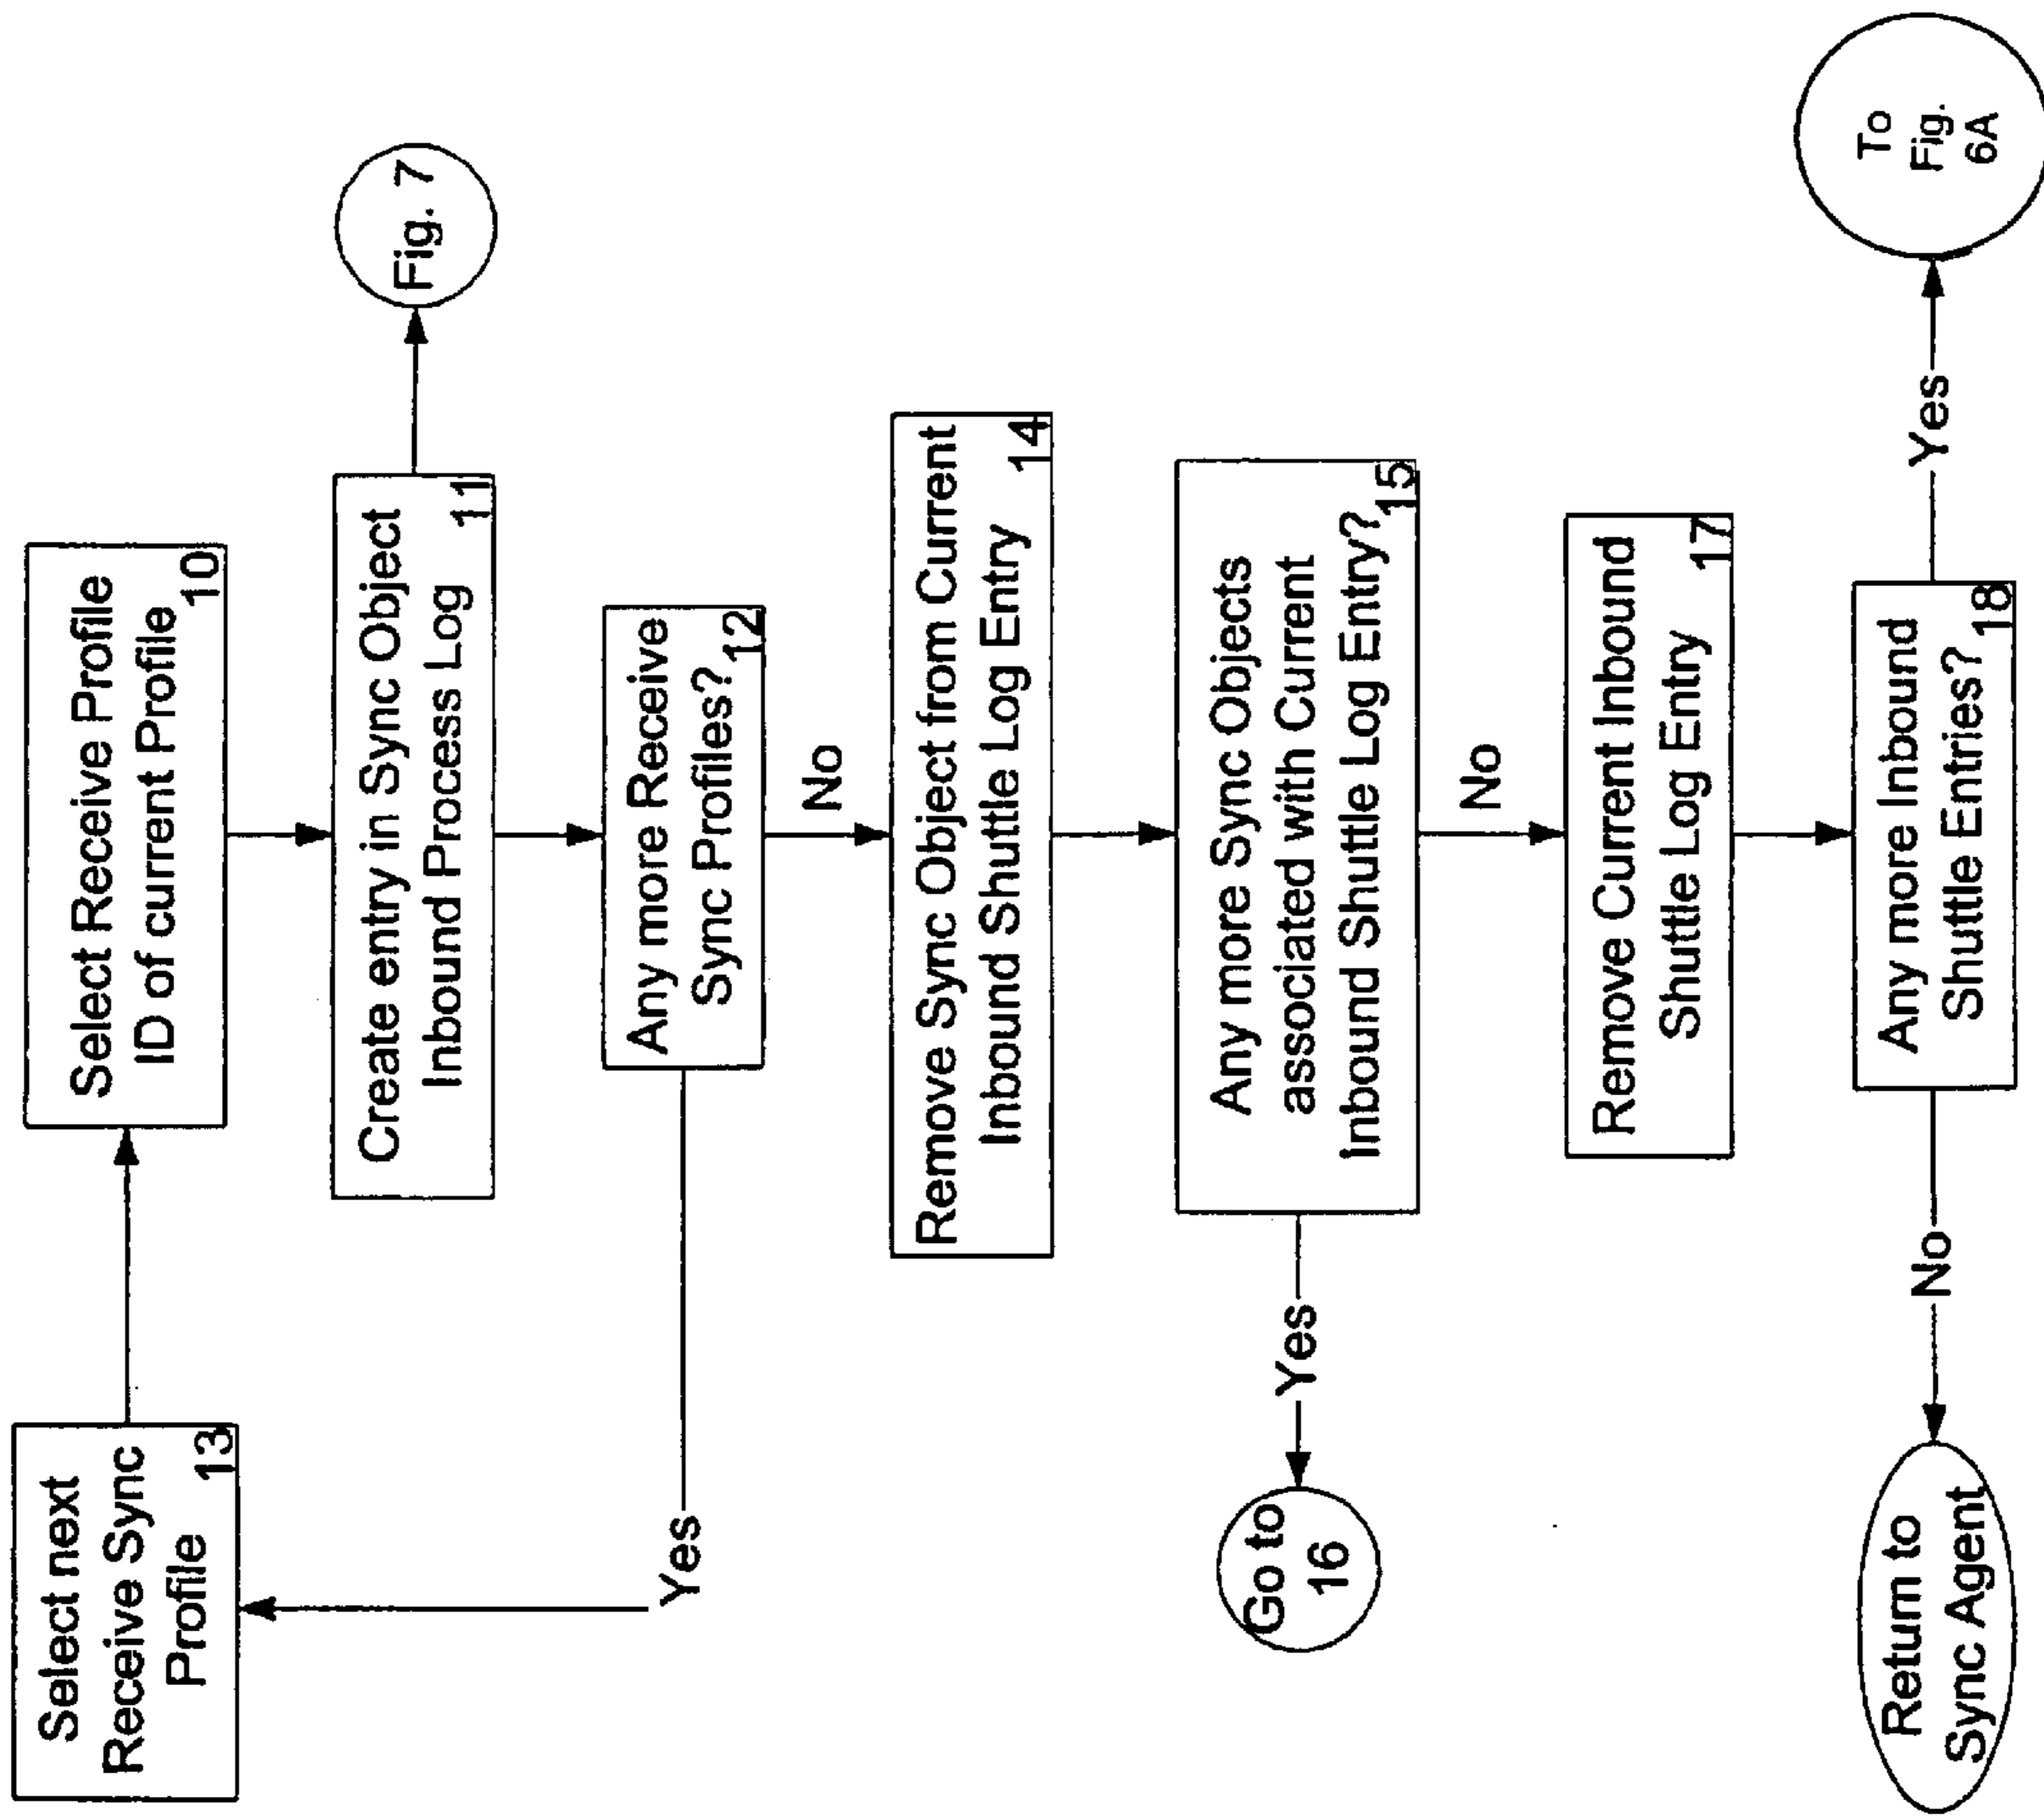 Select next
Receive Sync
Profile
13
Select Receive Profile
ID of current Profile
10
Create entry in Sync Object
Inbound Process Log
11
Fig. 7
Any more Receive
Sync Profiles?
12
Yes
No
Remove Sync Object from Current
Inbound Shuttle Log Entry
14
Any more Sync Objects
associated with Current
Inbound Shuttle Log Entry?
15
Yes
Go to
16
No
Remove Current Inbound
Shuttle Log Entry
17
Any more Inbound
Shuttle Entries?
18
No
Return to
Sync Agent
Yes
To
Fig.
6A